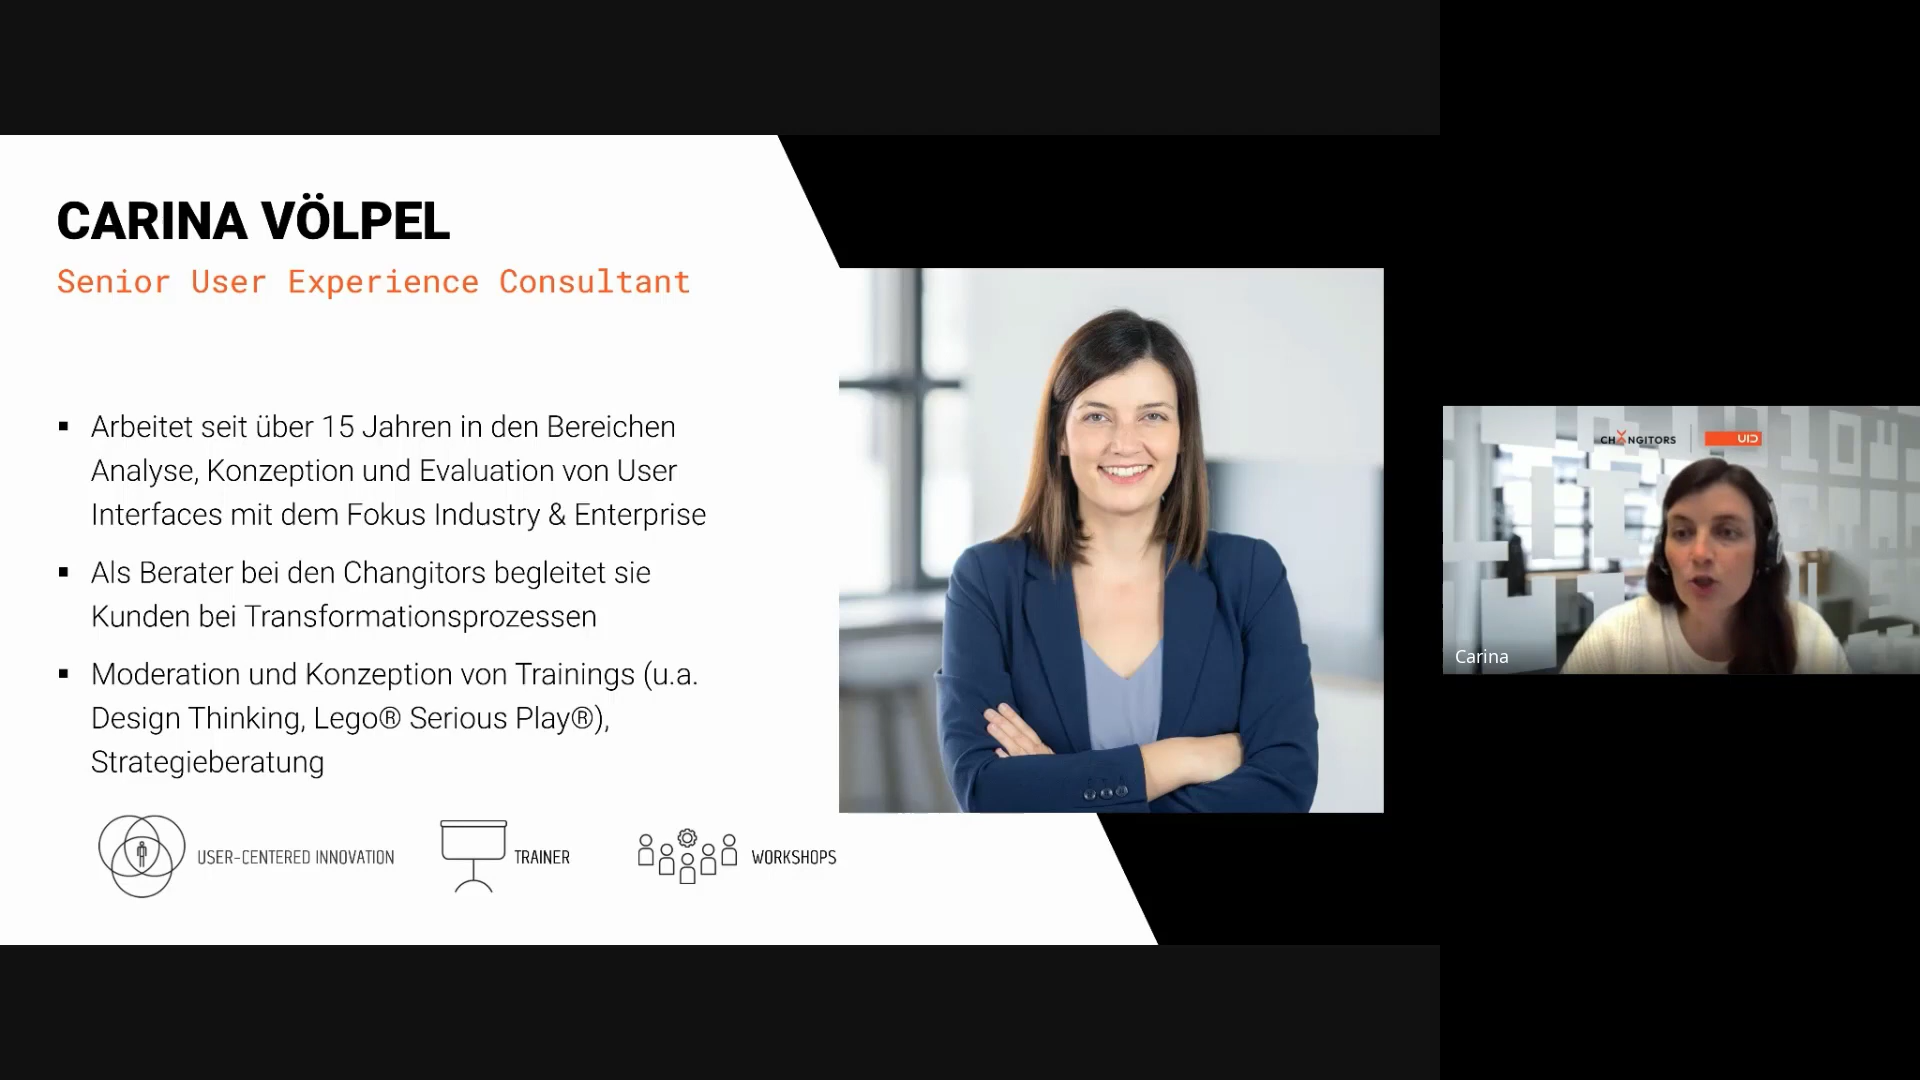 CARINA VÖLPEL
Senior User Experience Consultant
▪ Arbeitet seit über 15 Jahren in den Bereichen
Analyse, Konzeption und Evaluation von User
Interfaces mit dem Fokus Industry & Enterprise
▪ Als Berater bei den Changitors begleitet sie
Kunden bei Transformationsprozessen
▪ Moderation und Konzeption von Trainings (u.a.
Design Thinking, Lego® Serious Play®),
Strategieberatung
USER-CENTERED INNOVATION
TRAINER
WORKSHOPS
CHANGITORS
UID
Carina